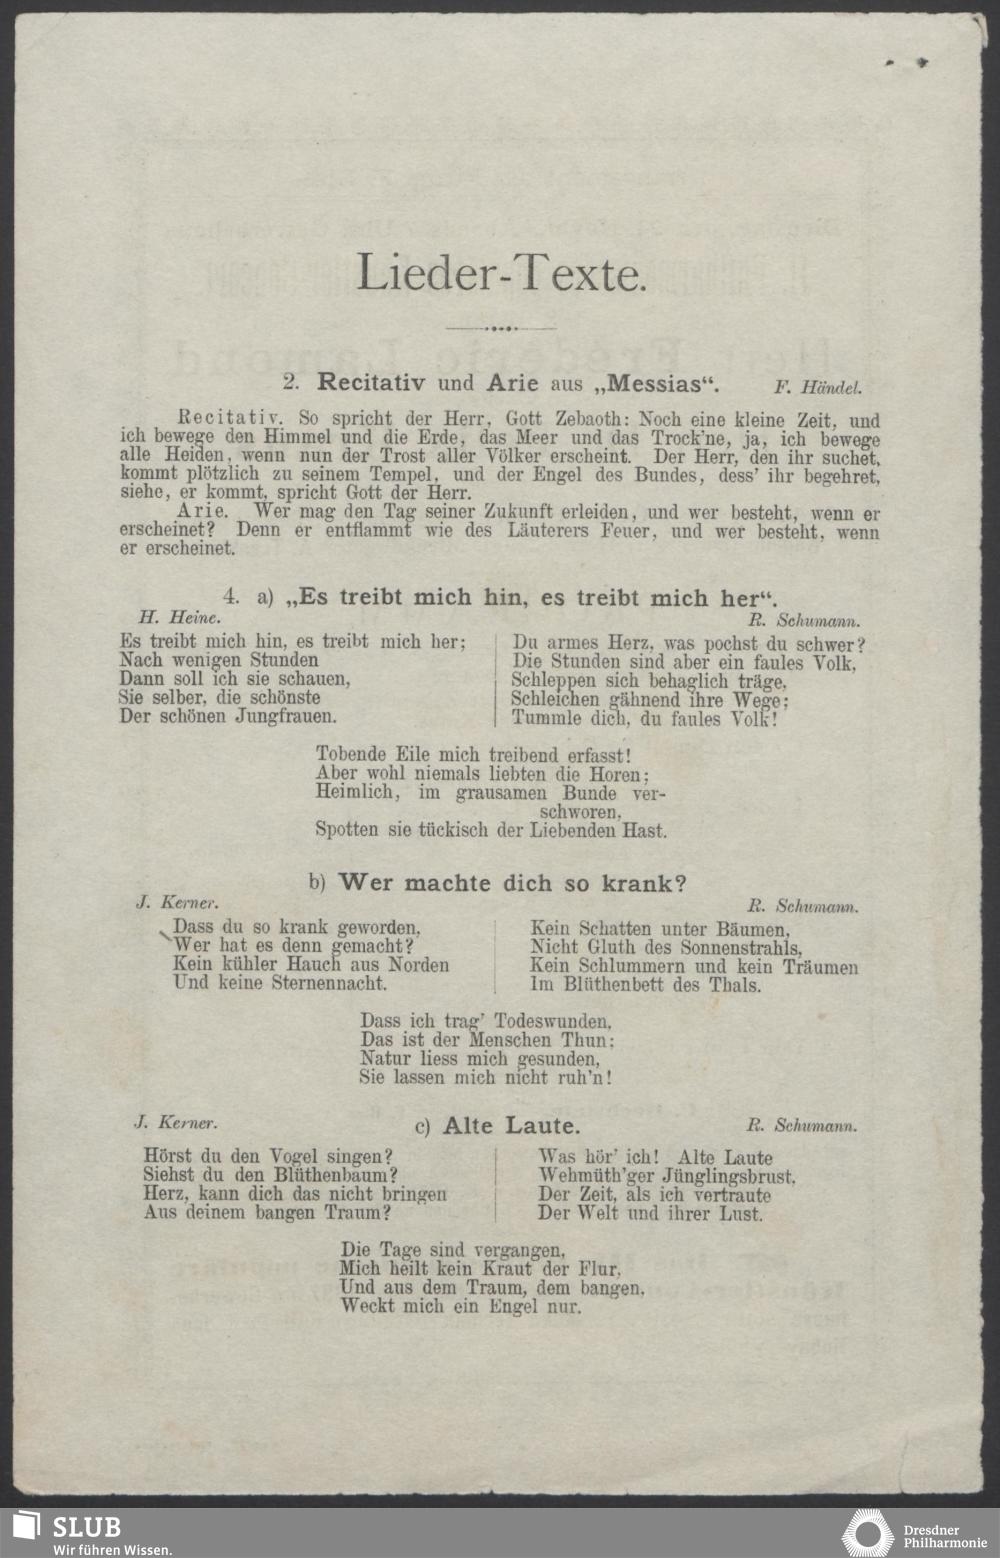 Lieder-Texte.
2. Recitativ und Arie aus „Messias“. F. Händel.
Recitativ. So spricht der Herr, Gott Zebaoth: Noch eine kleine Zeit, und
ich bewege den Himmel und die Erde, das Meer und das Trock'ne, ja, ich bewege
alle Heiden, wenn nun der Trost aller Völker erscheint. Der Herr, den ihr suchet,
kommt plötzlich zu seinem Tempel, und der Engel des Bundes, dess' ihr begehret,
siehe, er kommt, spricht Gott der Herr.
Arie. Wer mag den Tag seiner Zukunft erleiden, und wer besteht, wenn er
erscheinet? Denn er entflammt wie des Läuterers Feuer, und wer besteht, wenn
er erscheinet.
4. a) „Es treibt mich hin, es treibt mich her“.
H. Heine. R. Schumann.
Es treibt mich hin, es treibt mich her;
Nach wenigen Stunden
Dann soll ich sie schauen,
Sie selber, die schönste
Der schönen Jungfrauen.
Du armes Herz, was pochst du schwer?
Die Stunden sind aber ein faules Volk,
Schleppen sich behaglich träge,
Schleichen gähnend ihre Wege;
Tummle dich, du faules Volk!
Tobende Eile mich treibend erfasst!
Aber wohl niemals liebten die Horen;
Heimlich, im grausamen Bunde ver-
schworen,
Spotten sie tückisch der Liebenden Hast.
b) Wer machte dich so krank?
J. Kerner. R. Schumann.
Dass du so krank geworden,
Wer hat es denn gemacht?
Kein kühler Hauch aus Norden
Und keine Sternennacht.
Kein Schatten unter Bäumen,
Nicht Gluth des Sonnenstrahls,
Kein Schlummern und kein Träumen
Im Blüthenbett des Thals.
Dass ich trag' Todeswunden,
Das ist der Menschen Thun;
Natur liess mich gesunden,
Sie lassen mich nicht ruh'n!
J. Kerner. c) Alte Laute. R. Schumann.
Hörst du den Vogel singen?
Siehst du den Blüthenbaum?
Herz, kann dich das nicht bringen
Aus deinem bangen Traum?
Was hör' ich! Alte Laute
Wehmüth'ger Jünglingsbrust,
Der Zeit, als ich vertraute
Der Welt und ihrer Lust.
Die Tage sind vergangen,
Mich heilt kein Kraut der Flur,
Und aus dem Traum, dem bangen,
Weckt mich ein Engel nur.
SLUB
Wir führen Wissen.
Dresdner
Philharmonie